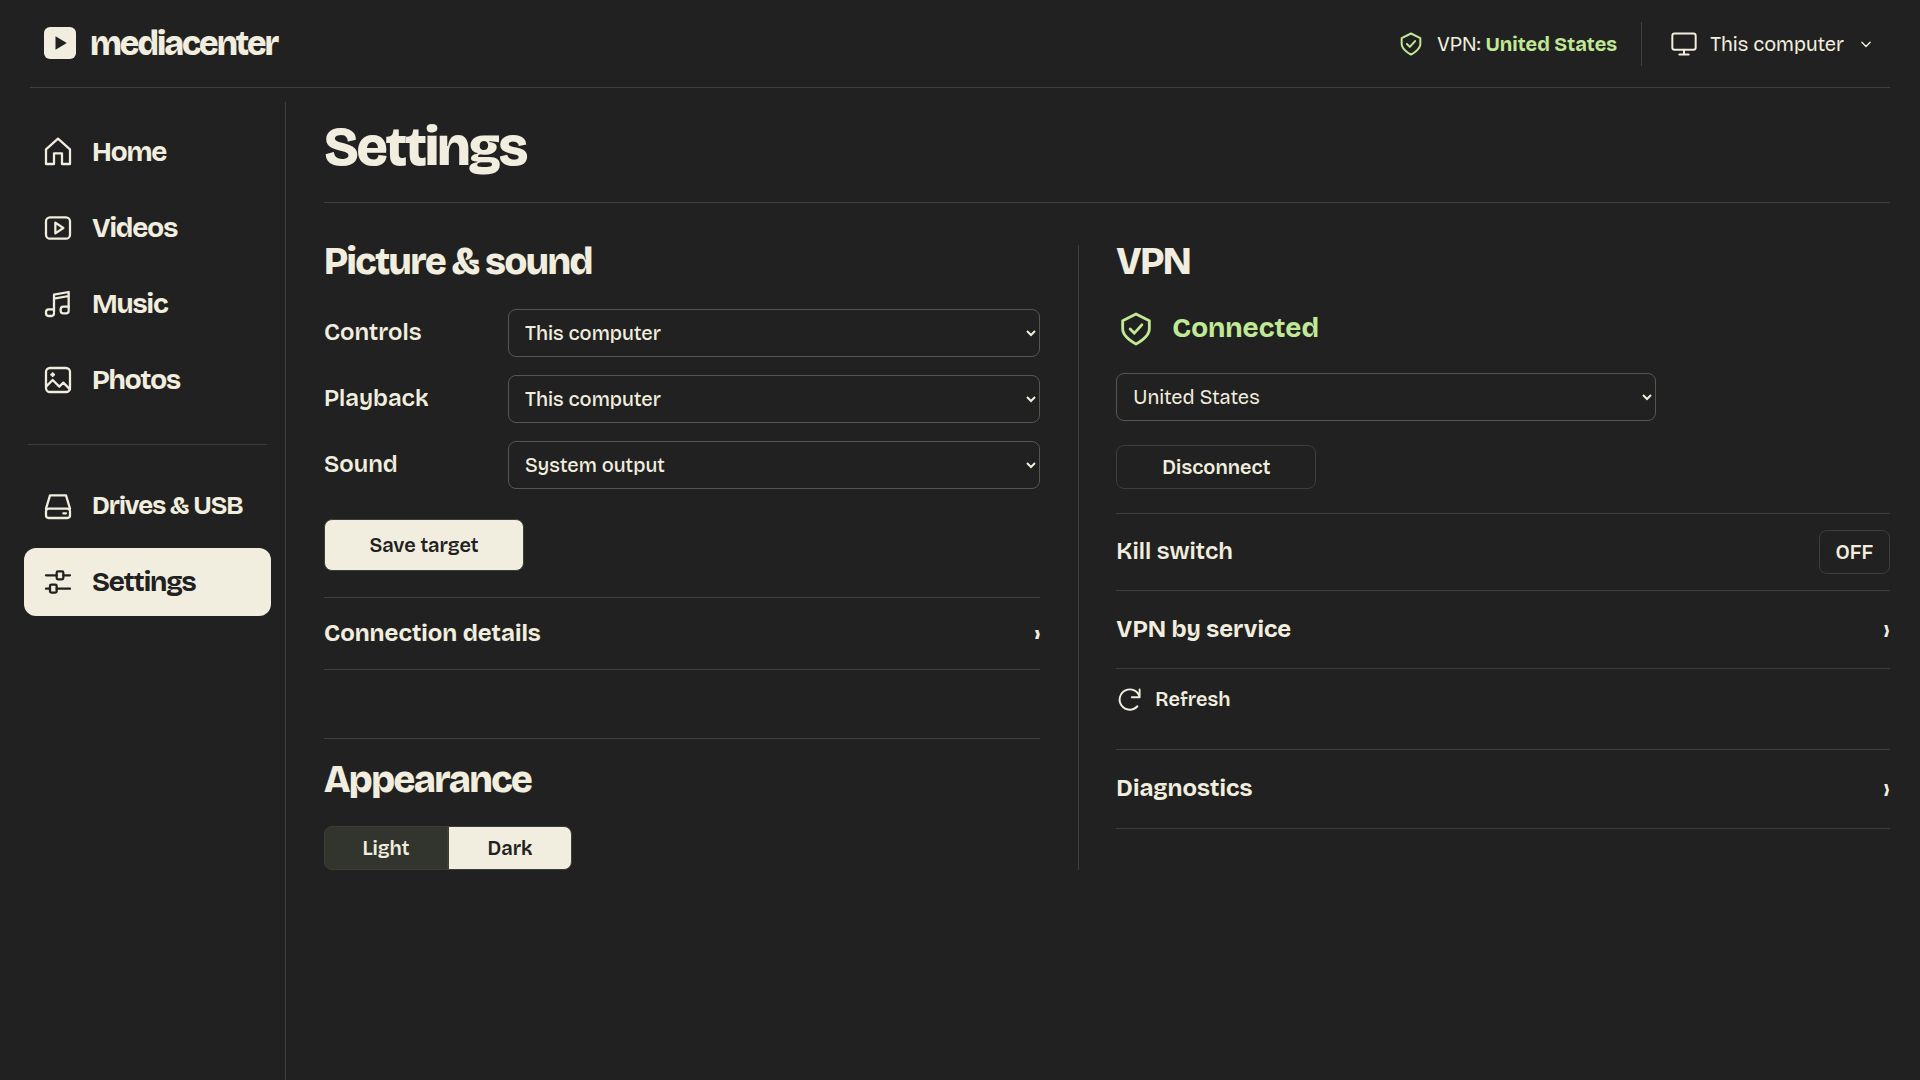 mediacenter
VPN: United States
This computer
Home
Videos
Music
Photos
Drives & USB
Settings
Settings
Picture & sound
Controls
This computer
Playback
This computer
Sound
System output
Save target
Connection details
Appearance
Light
Dark
VPN
Connected
United States
Disconnect
Kill switch
OFF
VPN by service
Refresh
Diagnostics